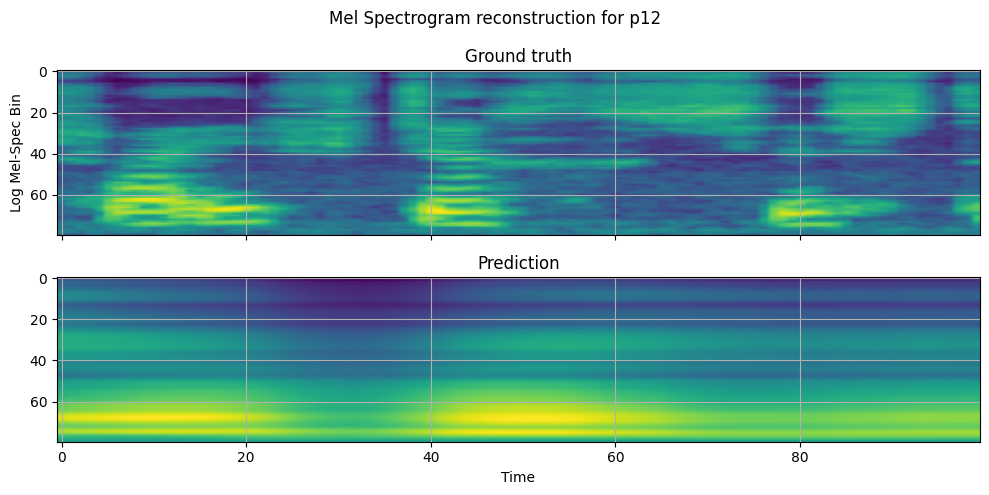 Mel Spectrogram reconstruction for p12
Ground truth
0
20
40
60
Log Mel-Spec Bin
Prediction
0
20
40
60
0 20 40 60 80
Time